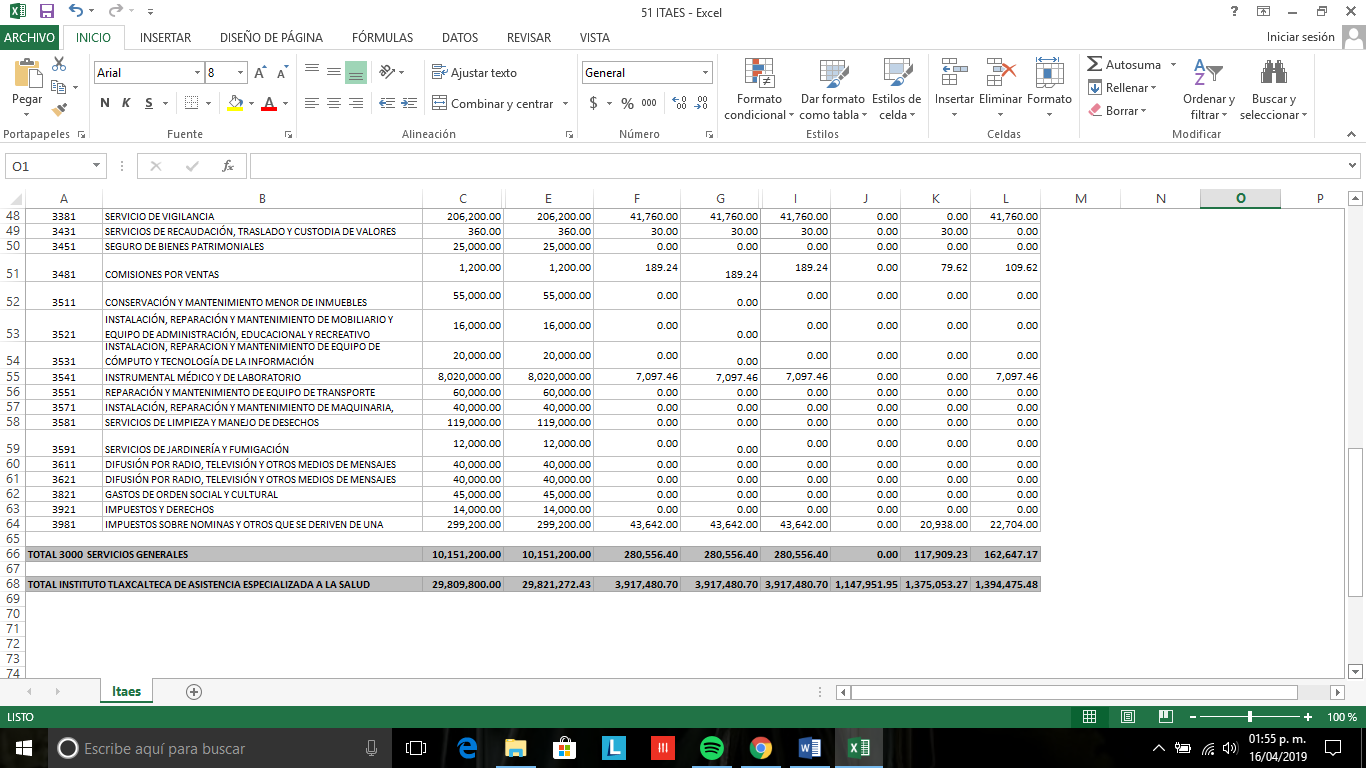 51 ITAES - Excel
?
ARCHIVO INICIO INSERTAR DISEÑO DE PÁGINA FÓRMULAS DATOS REVISAR VISTA Iniciar sesión
Pegar Arial 8 Ajustar texto General Formato condicional Dar formato como tabla Estilos de celda Insertar Eliminar Formato Autosuma Rellenar Borrar Ordenar y filtrar Buscar y seleccionar
N K S A Combinar y centrar $ % 000
Portapapeles Fuente Alineación Número Estilos Celdas Modificar
O1 fx
A B C E F G I J K L M N O P
48 3381 SERVICIO DE VIGILANCIA 206,200.00 206,200.00 41,760.00 41,760.00 41,760.00 0.00 0.00 41,760.00
49 3431 SERVICIOS DE RECAUDACIÓN, TRASLADO Y CUSTODIA DE VALORES 360.00 360.00 30.00 30.00 30.00 0.00 30.00 0.00
50 3451 SEGURO DE BIENES PATRIMONIALES 25,000.00 25,000.00 0.00 0.00 0.00 0.00 0.00 0.00
51 3481 COMISIONES POR VENTAS 1,200.00 1,200.00 189.24 189.24 189.24 0.00 79.62 109.62
52 3511 CONSERVACIÓN Y MANTENIMIENTO MENOR DE INMUEBLES 55,000.00 55,000.00 0.00 0.00 0.00 0.00 0.00 0.00
INSTALACIÓN, REPARACIÓN Y MANTENIMIENTO DE MOBILIARIO Y
53 3521 EQUIPO DE ADMINISTRACIÓN, EDUCACIONAL Y RECREATIVO 16,000.00 16,000.00 0.00 0.00 0.00 0.00 0.00 0.00
INSTALACION, REPARACION Y MANTENIMIENTO DE EQUIPO DE
54 3531 CÓMPUTO Y TECNOLOGÍA DE LA INFORMACIÓN 20,000.00 20,000.00 0.00 0.00 0.00 0.00 0.00 0.00
55 3541 INSTRUMENTAL MÉDICO Y DE LABORATORIO 8,020,000.00 8,020,000.00 7,097.46 7,097.46 7,097.46 0.00 0.00 7,097.46
56 3551 REPARACIÓN Y MANTENIMIENTO DE EQUIPO DE TRANSPORTE 60,000.00 60,000.00 0.00 0.00 0.00 0.00 0.00 0.00
57 3571 INSTALACIÓN, REPARACIÓN Y MANTENIMIENTO DE MAQUINARIA, 40,000.00 40,000.00 0.00 0.00 0.00 0.00 0.00 0.00
58 3581 SERVICIOS DE LIMPIEZA Y MANEJO DE DESECHOS 119,000.00 119,000.00 0.00 0.00 0.00 0.00 0.00 0.00
59 3591 SERVICIOS DE JARDINERÍA Y FUMIGACIÓN 12,000.00 12,000.00 0.00 0.00 0.00 0.00 0.00 0.00
60 3611 DIFUSIÓN POR RADIO, TELEVISIÓN Y OTROS MEDIOS DE MENSAJES 40,000.00 40,000.00 0.00 0.00 0.00 0.00 0.00 0.00
61 3621 DIFUSIÓN POR RADIO, TELEVISIÓN Y OTROS MEDIOS DE MENSAJES 40,000.00 40,000.00 0.00 0.00 0.00 0.00 0.00 0.00
62 3821 GASTOS DE ORDEN SOCIAL Y CULTURAL 45,000.00 45,000.00 0.00 0.00 0.00 0.00 0.00 0.00
63 3921 IMPUESTOS Y DERECHOS 14,000.00 14,000.00 0.00 0.00 0.00 0.00 0.00 0.00
64 3981 IMPUESTOS SOBRE NOMINAS Y OTROS QUE SE DERIVEN DE UNA 299,200.00 299,200.00 43,642.00 43,642.00 43,642.00 0.00 20,938.00 22,704.00
65
66 TOTAL 3000 SERVICIOS GENERALES 10,151,200.00 10,151,200.00 280,556.40 280,556.40 280,556.40 0.00 117,909.23 162,647.17
67
68 TOTAL INSTITUTO TLAXCALTECA DE ASISTENCIA ESPECIALIZADA A LA SALUD 29,809,800.00 29,821,272.43 3,917,480.70 3,917,480.70 3,917,480.70 1,147,951.95 1,375,053.27 1,394,475.48
69
70
71
72
73
74
Itaes
LISTO 100 %
Escribe aquí para buscar 01:55 p. m.
16/04/2019